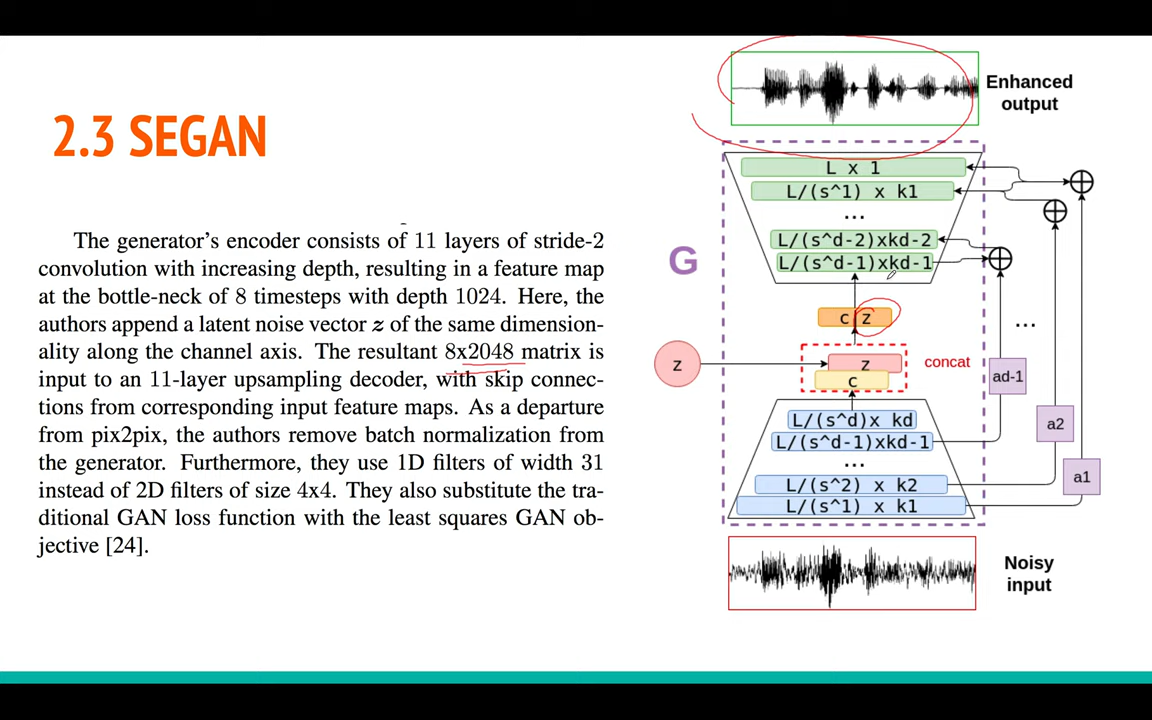 2.3 SEGAN
The generator's encoder consists of 11 layers of stride-2
convolution with increasing depth, resulting in a feature map
at the bottle-neck of 8 timesteps with depth 1024. Here, the
authors append a latent noise vector z of the same dimension-
ality along the channel axis. The resultant 8x2048 matrix is
input to an 11-layer upsampling decoder, with skip connec-
tions from corresponding input feature maps. As a departure
from pix2pix, the authors remove batch normalization from
the generator. Furthermore, they use 1D filters of width 31
instead of 2D filters of size 4x4. They also substitute the tra-
ditional GAN loss function with the least squares GAN ob-
jective [24].
Enhanced
output
L x 1
L/(s^1) x k1
...
L/(s^d-2)xkd-2
L/(s^d-1)xkd-1
G
c z
...
z
z
concat
c
ad-1
L/(s^d)x kd
a2
L/(s^d-1)xkd-1
...
a1
L/(s^2) x k2
L/(s^1) x k1
Noisy
input